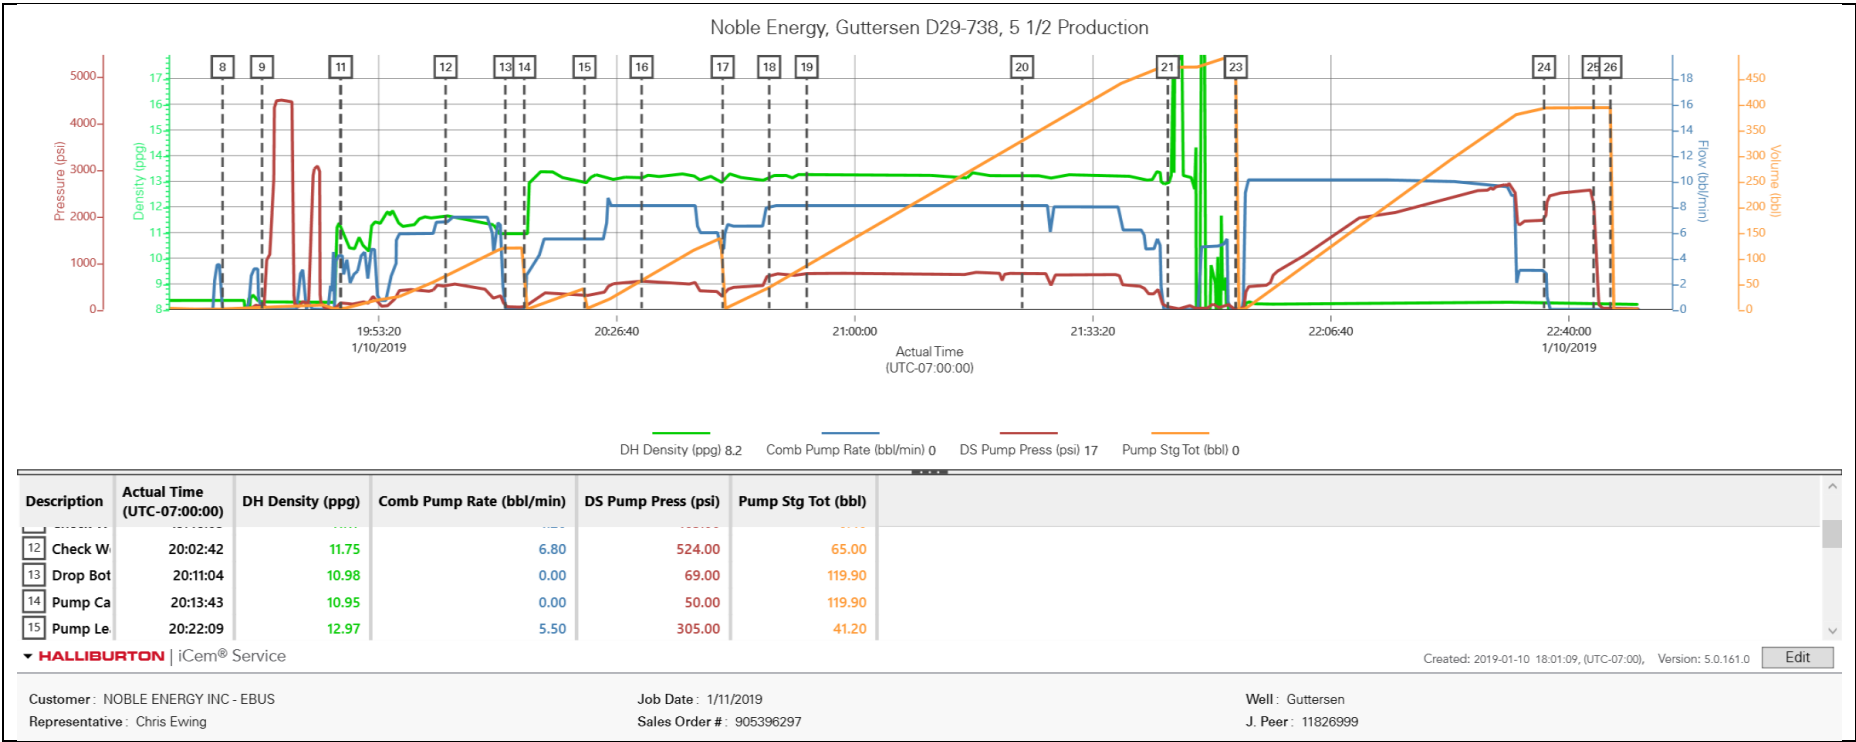 Noble Energy, Guttersen D29-738, 5 1/2 Production
8 9 11 12 13 14 15 16 17 18 19 20 21 23 24 25 26
Pressure (psi)
5000
4000
3000
2000
1000
0
Density (ppg)
17
16
15
14
13
12
11
10
9
8
18
16
14
12
10
8
6
4
2
0
Flow (bbl/min)
450
400
350
300
250
200
150
100
50
0
Volume (bbl)
19:53:20 20:26:40 21:00:00 21:33:20 22:06:40 22:40:00
1/10/2019 1/10/2019
Actual Time
(UTC-07:00:00)
DH Density (ppg) 8.2 Comb Pump Rate (bbl/min) 0 DS Pump Press (psi) 17 Pump Stg Tot (bbl) 0
Description Actual Time (UTC-07:00:00) DH Density (ppg) Comb Pump Rate (bbl/min) DS Pump Press (psi) Pump Stg Tot (bbl)
12 Check W 20:02:42 11.75 6.80 524.00 65.00
13 Drop Bot 20:11:04 10.98 0.00 69.00 119.90
14 Pump Ca 20:13:43 10.95 0.00 50.00 119.90
15 Pump Le 20:22:09 12.97 5.50 305.00 41.20
HALLIBURTON | iCem® Service
Created: 2019-01-10 18:01:09, (UTC-07:00), Version: 5.0.161.0 Edit
Customer : NOBLE ENERGY INC - EBUS Job Date : 1/11/2019 Well : Guttersen
Representative : Chris Ewing Sales Order # : 905396297 J. Peer : 11826999